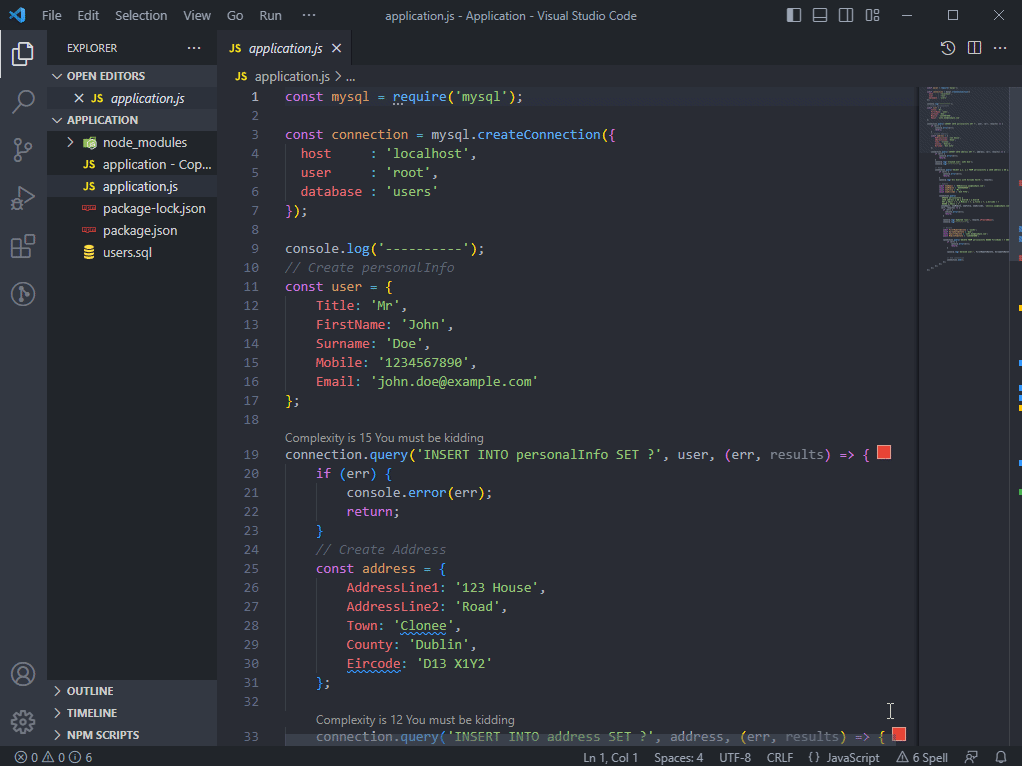 File Edit Selection View Go Run ··· application.js - Application - Visual Studio Code
EXPLORER ···
OPEN EDITORS
JS application.js
APPLICATION
node_modules
JS application - Cop...
JS application.js
package-lock.json
package.json
users.sql
OUTLINE
TIMELINE
NPM SCRIPTS
JS application.js
JS application.js > ...
1 const mysql = require('mysql');
2
3 const connection = mysql.createConnection({
4 host : 'localhost',
5 user : 'root',
6 database : 'users'
7 });
8
9 console.log('----------');
10 // Create personalInfo
11 const user = {
12 Title: 'Mr',
13 FirstName: 'John',
14 Surname: 'Doe',
15 Mobile: '1234567890',
16 Email: 'john.doe@example.com'
17 };
18
Complexity is 15 You must be kidding
19 connection.query('INSERT INTO personalInfo SET ?', user, (err, results) => {
20 if (err) {
21 console.error(err);
22 return;
23 }
24 // Create Address
25 const address = {
26 AddressLine1: '123 House',
27 AddressLine2: 'Road',
28 Town: 'Clonee',
29 County: 'Dublin',
30 Eircode: 'D13 X1Y2'
31 };
32
Complexity is 12 You must be kidding
33 connection.query('INSERT INTO address SET ?', address, (err, results) => {
0 0 6 Ln 1, Col 1 Spaces: 4 UTF-8 CRLF {} JavaScript 6 Spell